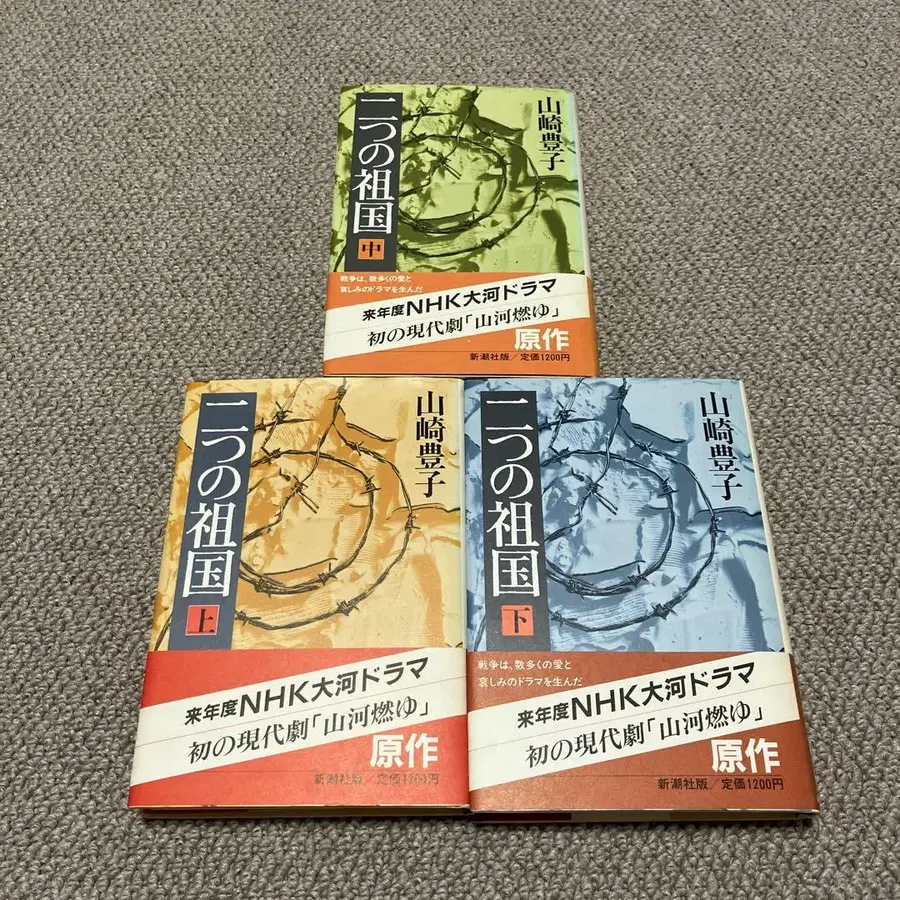 山崎豊子
二つの祖国
中
戦争は、数多くの愛と
哀しみのドラマを生んだ
来年度NHK大河ドラマ
初の現代劇「山河燃ゆ」
原作
新潮社版/定価1200円
山崎豊子
二つの祖国
上
来年度NHK大河ドラマ
初の現代劇「山河燃ゆ」
原作
新潮社版/定価1200円
山崎豊子
二つの祖国
下
戦争は、数多くの愛と
哀しみのドラマを生んだ
来年度NHK大河ドラマ
初の現代劇「山河燃ゆ」
原作
新潮社版/定価1200円